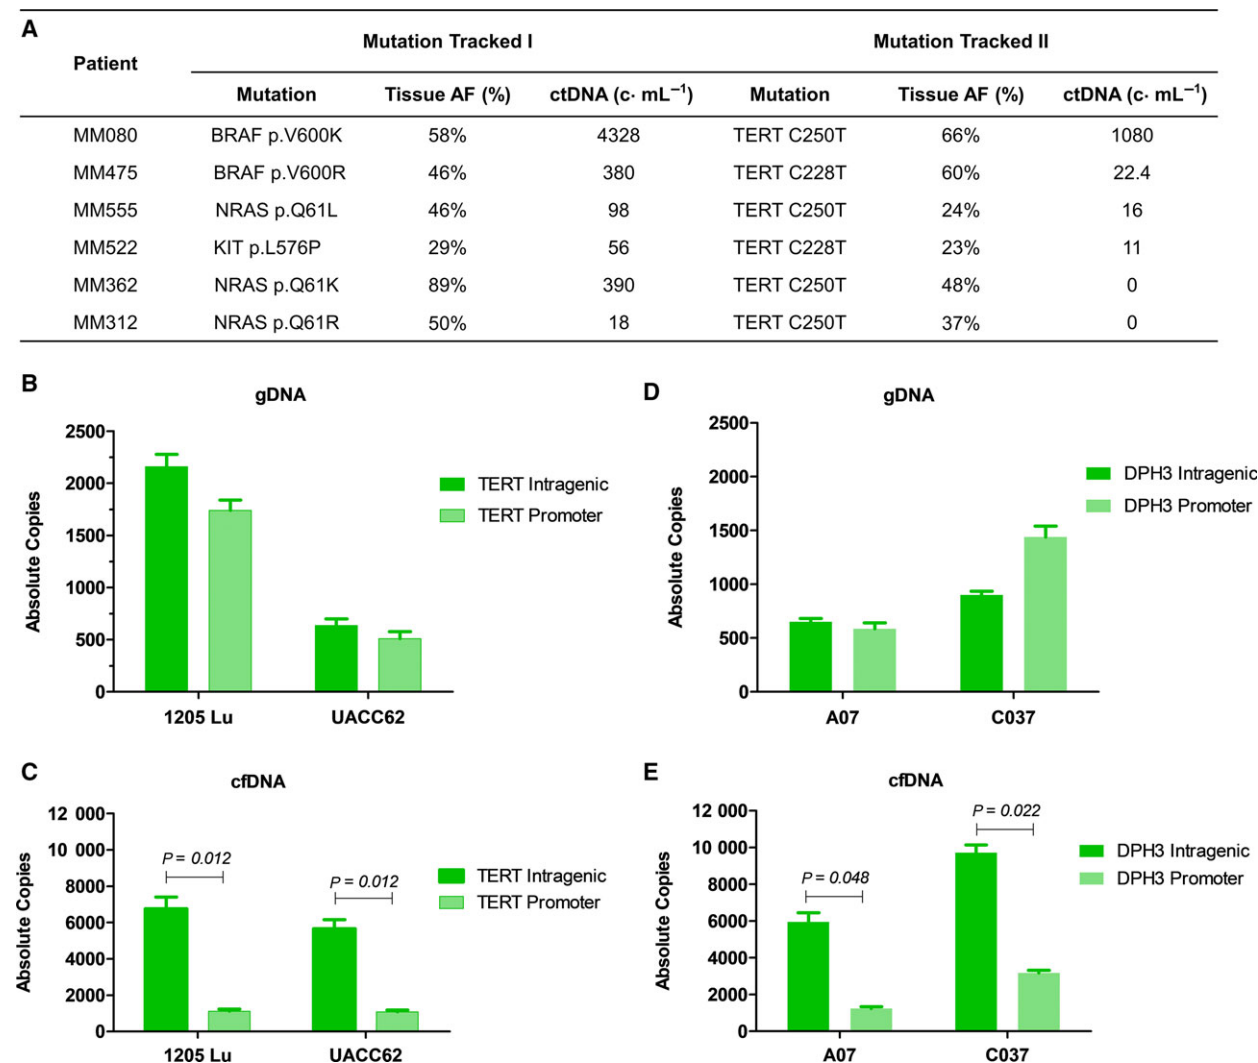 A
Patient
Mutation Tracked I
Mutation Tracked II
Mutation Tissue AF (%) ctDNA (c· mL−1) Mutation Tissue AF (%) ctDNA (c· mL−1)
MM080 BRAF p.V600K 58% 4328 TERT C250T 66% 1080
MM475 BRAF p.V600R 46% 380 TERT C228T 60% 22.4
MM555 NRAS p.Q61L 46% 98 TERT C250T 24% 16
MM522 KIT p.L576P 29% 56 TERT C228T 23% 11
MM362 NRAS p.Q61K 89% 390 TERT C250T 48% 0
MM312 NRAS p.Q61R 50% 18 TERT C250T 37% 0
B
gDNA
Absolute Copies
2500
2000
1500
1000
500
0
1205 Lu UACC62
TERT Intragenic
TERT Promoter
D
gDNA
Absolute Copies
2500
2000
1500
1000
500
0
A07 C037
DPH3 Intragenic
DPH3 Promoter
C
cfDNA
Absolute Copies
12 000
10 000
8000
6000
4000
2000
0
P = 0.012
P = 0.012
1205 Lu UACC62
TERT Intragenic
TERT Promoter
E
cfDNA
Absolute Copies
12 000
10 000
8000
6000
4000
2000
0
P = 0.048
P = 0.022
A07 C037
DPH3 Intragenic
DPH3 Promoter